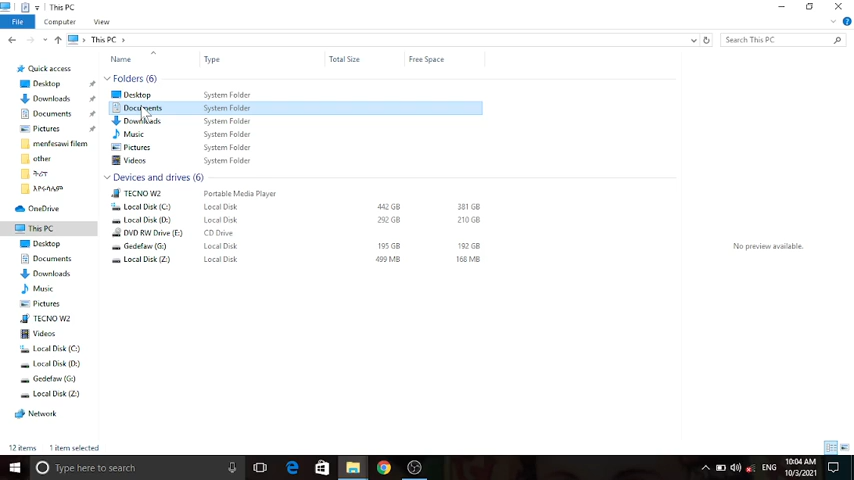 This PC
File Computer View
This PC
Search This PC
Name Type Total Size Free Space
Quick access
Desktop
Downloads
Documents
Pictures
menfesawi filem
other
OneDrive
This PC
Desktop
Documents
Downloads
Music
Pictures
TECNO W2
Videos
Local Disk (C:)
Local Disk (D:)
Gedefaw (G:)
Local Disk (Z:)
Network
Folders (6)
Desktop System Folder
Documents System Folder
Downloads System Folder
Music System Folder
Pictures System Folder
Videos System Folder
Devices and drives (6)
TECNO W2 Portable Media Player
Local Disk (C:) Local Disk 442 GB 381 GB
Local Disk (D:) Local Disk 292 GB 210 GB
DVD RW Drive (E:) CD Drive
Gedefaw (G:) Local Disk 195 GB 192 GB
Local Disk (Z:) Local Disk 499 MB 168 MB
No preview available.
12 items 1 item selected
Type here to search
ENG
10:04 AM
10/3/2021